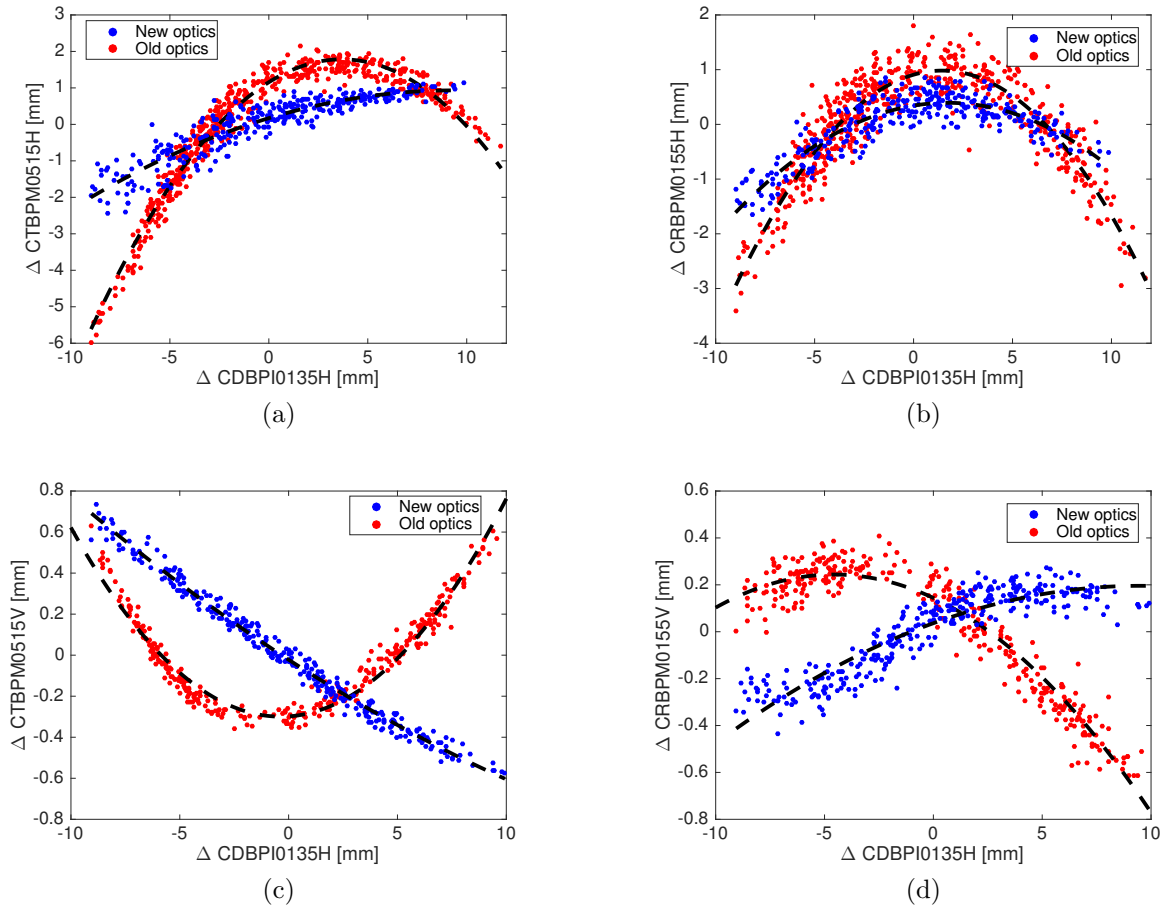 New optics
Old optics
3
2
1
0
-1
-2
-3
-4
-5
-6
Δ CTBPM0515H [mm]
-10 -5 0 5 10
Δ CDBPI0135H [mm]
(a)
New optics
Old optics
2
1
0
-1
-2
-3
-4
Δ CRBPM0155H [mm]
-10 -5 0 5 10
Δ CDBPI0135H [mm]
(b)
New optics
Old optics
0.8
0.6
0.4
0.2
0
-0.2
-0.4
-0.6
-0.8
Δ CTBPM0515V [mm]
-10 -5 0 5 10
Δ CDBPI0135H [mm]
(c)
New optics
Old optics
0.6
0.4
0.2
0
-0.2
-0.4
-0.6
-0.8
Δ CRBPM0155V [mm]
-10 -5 0 5 10
Δ CDBPI0135H [mm]
(d)